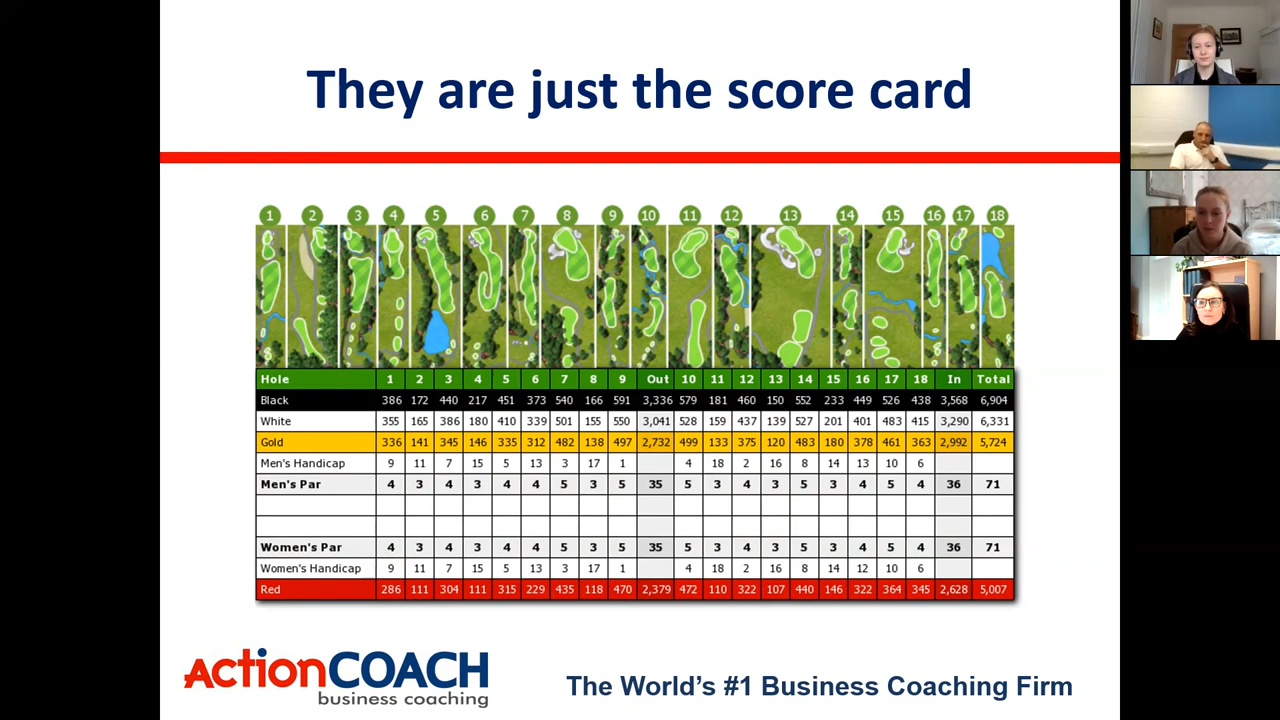 They are just the score card
1 2 3 4 5 6 7 8 9 10 11 12 13 14 15 16 17 18
Hole 1 2 3 4 5 6 7 8 9 Out 10 11 12 13 14 15 16 17 18 In Total
Black 386 172 440 217 451 373 540 166 591 3,336 579 181 460 150 552 233 449 526 438 3,568 6,904
White 355 165 386 180 410 339 501 155 550 3,041 528 159 437 139 527 201 401 483 415 3,290 6,331
Gold 336 141 345 146 335 312 482 138 497 2,732 499 133 375 120 483 180 378 461 363 2,992 5,724
Men's Handicap 9 11 7 15 5 13 3 17 1 4 18 2 16 8 14 13 10 6
Men's Par 4 3 4 3 4 4 5 3 5 35 5 3 4 3 5 3 4 5 4 36 71
Women's Par 4 3 4 3 4 4 5 3 5 35 5 3 4 3 5 3 4 5 4 36 71
Women's Handicap 9 11 7 15 5 13 3 17 1 4 18 2 16 8 14 12 10 6
Red 286 111 304 111 315 229 435 118 470 2,379 472 110 322 107 440 146 322 364 345 2,628 5,007
ActionCOACH
business coaching
The World's #1 Business Coaching Firm